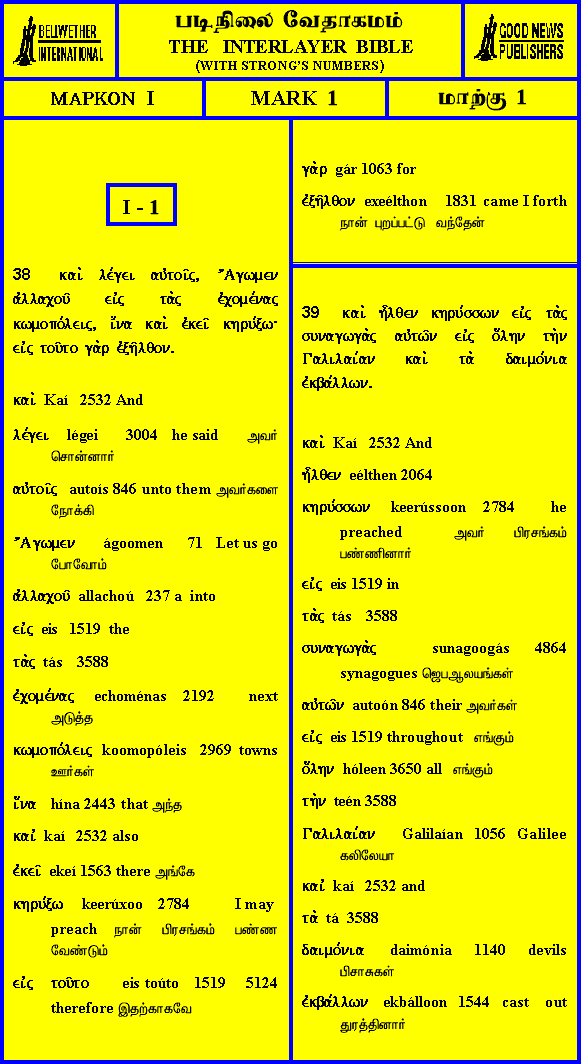 BELLWETHER
INTERNATIONAL
படிநிலை வேதாகமம்
THE INTERLAYER BIBLE
(WITH STRONG'S NUMBERS)
GOOD NEWS
PUBLISHERS
ΜΑΡΚΟΝ Ι
MARK 1
மாற்கு 1
I - 1
38 καὶ λέγει αὐτοῖς, Ἄγωμεν
ἀλλαχοῦ εἰς τὰς ἐχομένας
κωμοπόλεις, ἵνα καὶ ἐκεῖ κηρύξω·
εἰς τοῦτο γὰρ ἐξῆλθον.
καὶ Kaí 2532 And
λέγει légei 3004 he said அவர்
சொன்னார்
αὐτοῖς autoís 846 unto them அவர்களை
நோக்கி
Ἄγωμεν ágoomen 71 Let us go
போவோம்
ἀλλαχοῦ allachoú 237 a into
εἰς eis 1519 the
τὰς tás 3588
ἐχομένας echoménas 2192 next
அடுத்த
κωμοπόλεις koomopóleis 2969 towns
ஊர்கள்
ἵνα hína 2443 that அந்த
καὶ kaí 2532 also
ἐκεῖ ekeí 1563 there அங்கே
κηρύξω keerúxoo 2784 I may
preach நான் பிரசங்கம் பண்ண
வேண்டும்
εἰς τοῦτο eis toúto 1519 5124
therefore இதற்காகவே
γὰρ gár 1063 for
ἐξῆλθον exeélthon 1831 came I forth
நான் புறப்பட்டு வந்தேன்
39 καὶ ἦλθεν κηρύσσων εἰς τὰς
συναγωγὰς αὐτῶν εἰς ὅλην τὴν
Γαλιλαίαν καὶ τὰ δαιμόνια
ἐκβάλλων.
καὶ Kaí 2532 And
ἦλθεν eélthen 2064
κηρύσσων keerússoon 2784 he
preached அவர் பிரசங்கம்
பண்ணினார்
εἰς eis 1519 in
τὰς tás 3588
συναγωγὰς sunagoogás 4864
synagogues ஜெபஆலயங்கள்
αὐτῶν autoón 846 their அவர்கள்
εἰς eis 1519 throughout எங்கும்
ὅλην hóleen 3650 all எங்கும்
τὴν teén 3588
Γαλιλαίαν Galilaían 1056 Galilee
கலிலேயா
καὶ kaí 2532 and
τὰ tá 3588
δαιμόνια daimónia 1140 devils
பிசாசுகள்
ἐκβάλλων ekbálloon 1544 cast out
துரத்தினார்